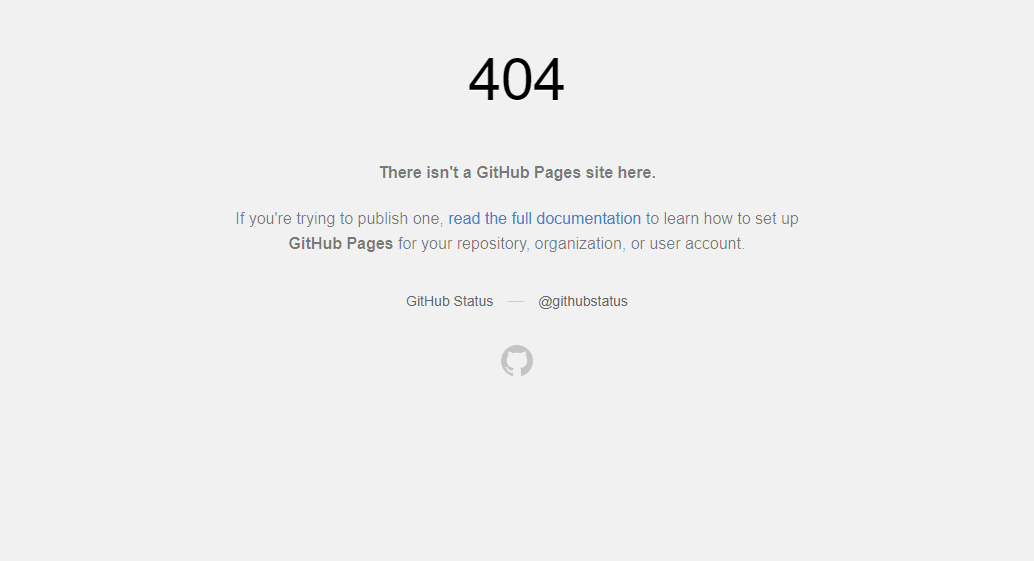 404
There isn't a GitHub Pages site here.
If you're trying to publish one, read the full documentation to learn how to set up
GitHub Pages for your repository, organization, or user account.
GitHub Status — @githubstatus